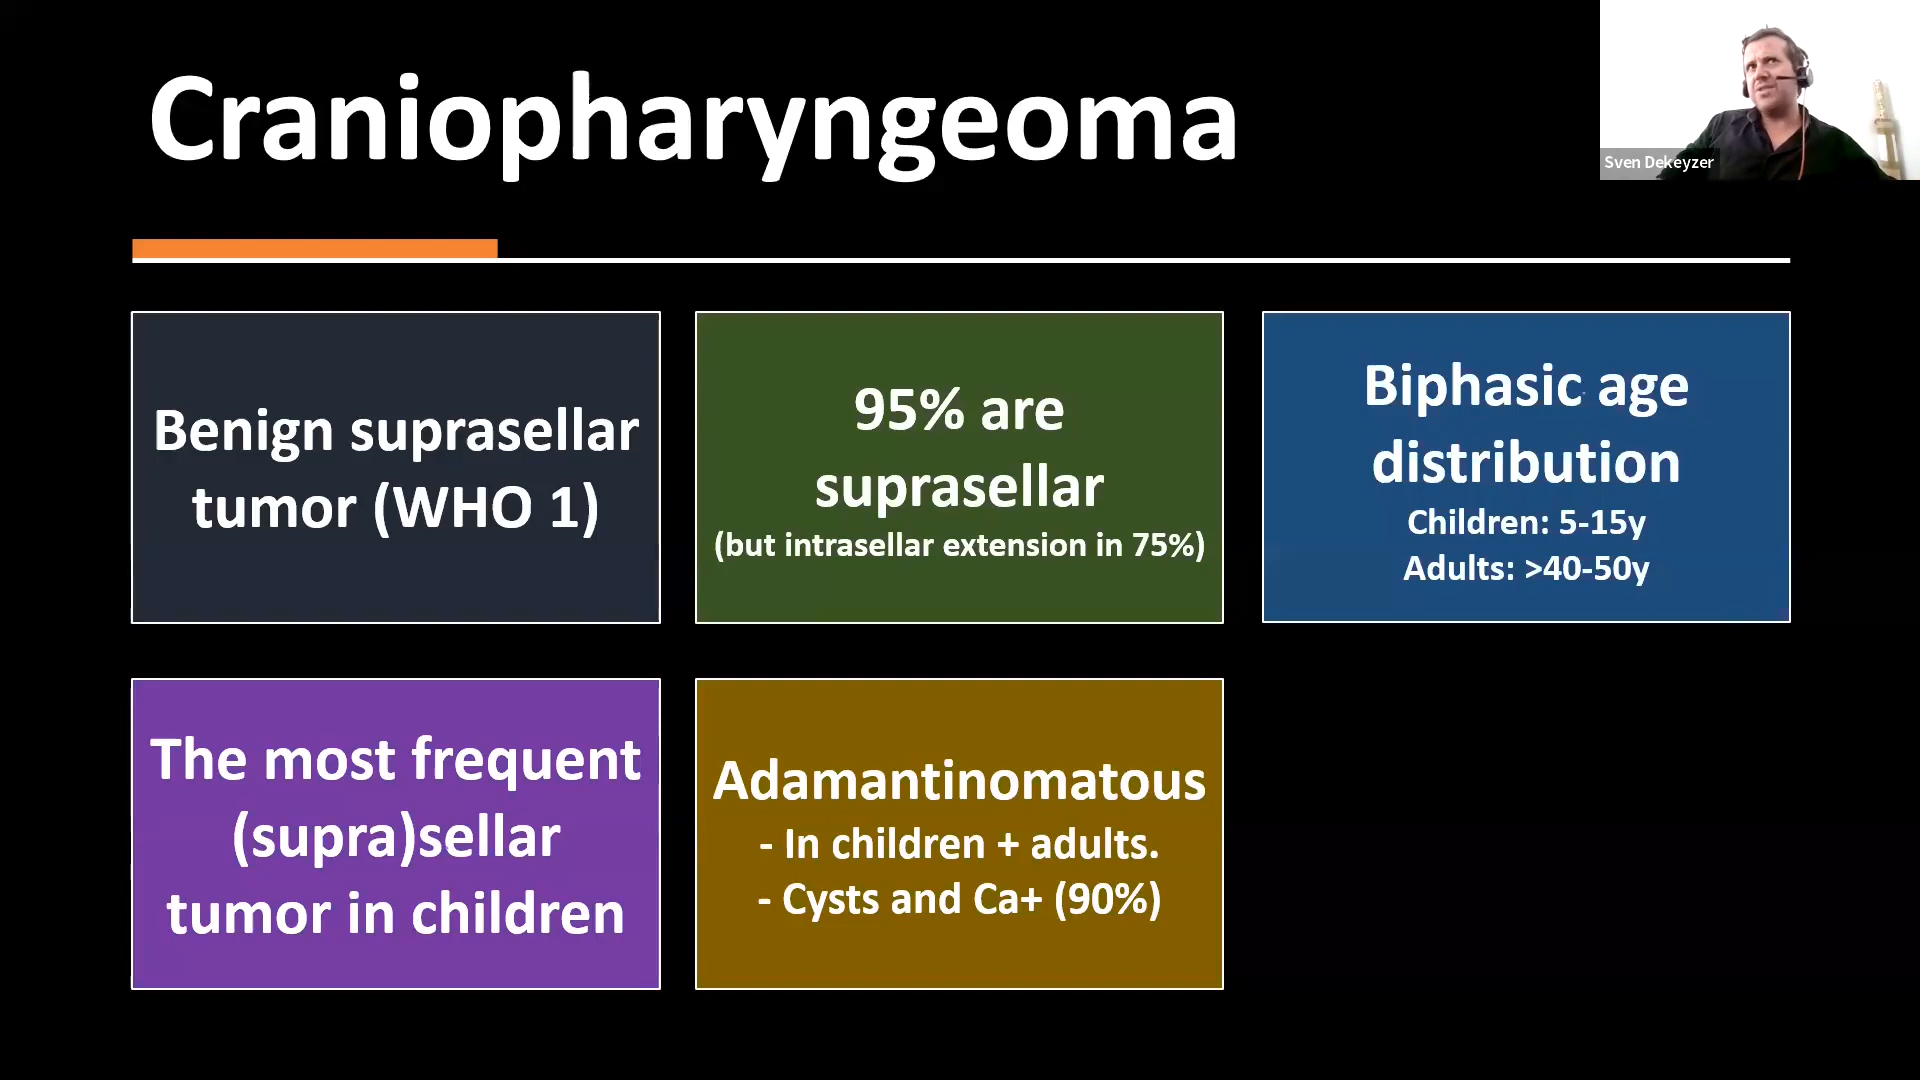 Craniopharyngeoma
Sven Dekeyzer
Benign suprasellar
tumor (WHO 1)
95% are
suprasellar
(but intrasellar extension in 75%)
Biphasic age
distribution
Children: 5-15y
Adults: >40-50y
The most frequent
(supra)sellar
tumor in children
Adamantinomatous
- In children + adults.
- Cysts and Ca+ (90%)